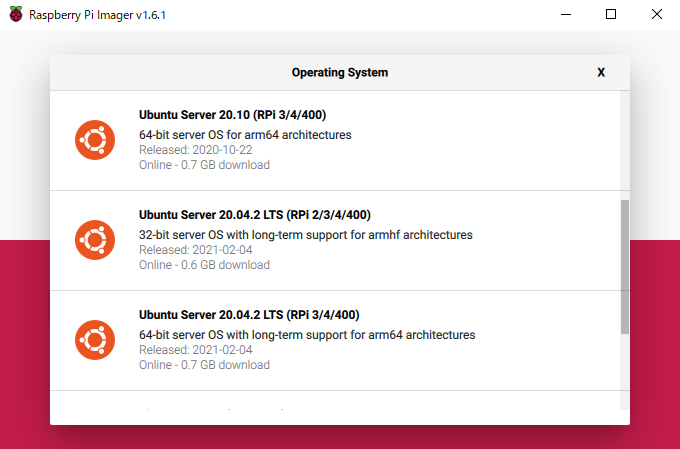 Raspberry Pi Imager v1.6.1
Operating System
X
Ubuntu Server 20.10 (RPi 3/4/400)
64-bit server OS for arm64 architectures
Released: 2020-10-22
Online - 0.7 GB download
Ubuntu Server 20.04.2 LTS (RPi 2/3/4/400)
32-bit server OS with long-term support for armhf architectures
Released: 2021-02-04
Online - 0.6 GB download
Ubuntu Server 20.04.2 LTS (RPi 3/4/400)
64-bit server OS with long-term support for arm64 architectures
Released: 2021-02-04
Online - 0.7 GB download